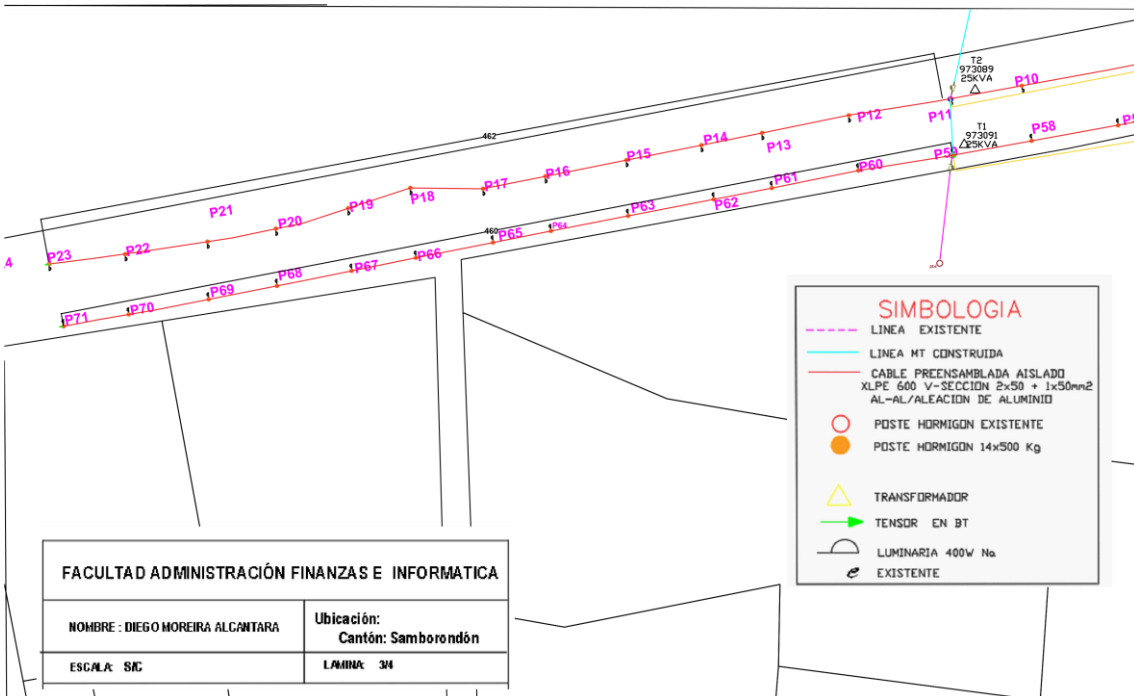 T2
973089
25KVA
P10
P11
P12
462
T1
973091
25KVA
P58
P59
P13
P14
P15
P16
P17
P18
P19
P20
P21
P22
P23
4
P60
P61
P62
P63
P64
P65
460
P66
P67
P68
P69
P70
P71
SIMBOLOGIA
LINEA EXISTENTE
LINEA MT CONSTRUIDA
CABLE PREENSAMBLADA AISLADO
XLPE 600 V-SECCION 2x50 + 1x50mm2
AL-AL/ALEACION DE ALUMINIO
POSTE HORMIGON EXISTENTE
POSTE HORMIGON 14x500 Kg
TRANSFORMADOR
TENSOR EN BT
LUMINARIA 400W Na
e EXISTENTE
FACULTAD ADMINISTRACIÓN FINANZAS E INFORMATICA
NOMBRE : DIEGO MOREIRA ALCANTARA
Ubicación:
Cantón: Samborondón
ESCALA: S/C
LAMINA: 3/4